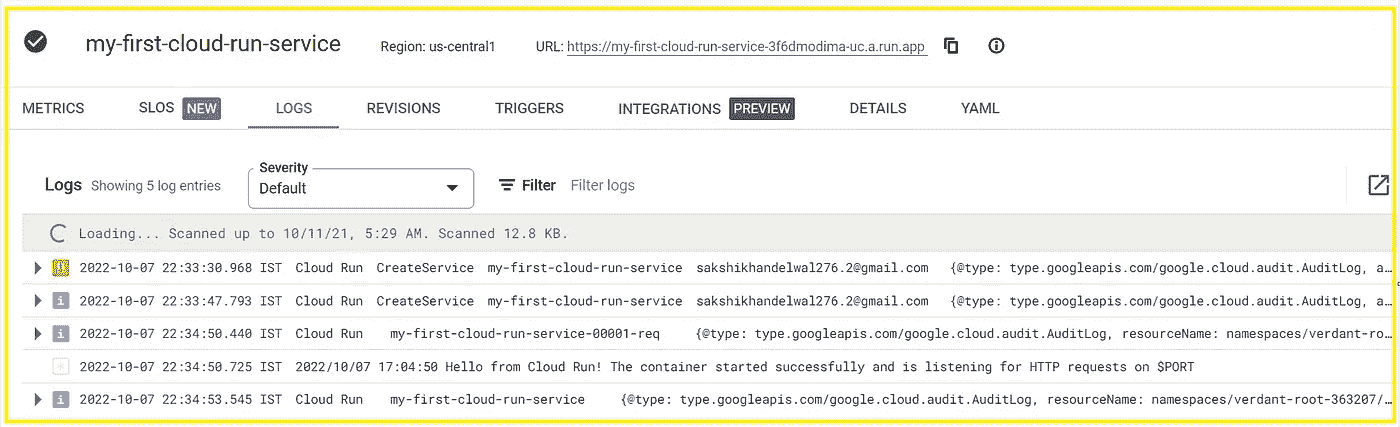 my-first-cloud-run-service Region: us-central1 URL: https://my-first-cloud-run-service-3f6dmodima-uc.a.run.app
METRICS SLOS NEW LOGS REVISIONS TRIGGERS INTEGRATIONS PREVIEW DETAILS YAML
Severity
Logs Showing 5 log entries Default Filter Filter logs
Loading... Scanned up to 10/11/21, 5:29 AM. Scanned 12.8 KB.
2022-10-07 22:33:30.968 IST Cloud Run CreateService my-first-cloud-run-service sakshikhandelwal276.2@gmail.com {@type: type.googleapis.com/google.cloud.audit.AuditLog, a…
2022-10-07 22:33:47.793 IST Cloud Run CreateService my-first-cloud-run-service sakshikhandelwal276.2@gmail.com {@type: type.googleapis.com/google.cloud.audit.AuditLog, a…
2022-10-07 22:34:50.440 IST Cloud Run my-first-cloud-run-service-00001-req {@type: type.googleapis.com/google.cloud.audit.AuditLog, resourceName: namespaces/verdant-ro…
2022-10-07 22:34:50.725 IST 2022/10/07 17:04:50 Hello from Cloud Run! The container started successfully and is listening for HTTP requests on $PORT
2022-10-07 22:34:53.545 IST Cloud Run my-first-cloud-run-service {@type: type.googleapis.com/google.cloud.audit.AuditLog, resourceName: namespaces/verdant-root-363207/…